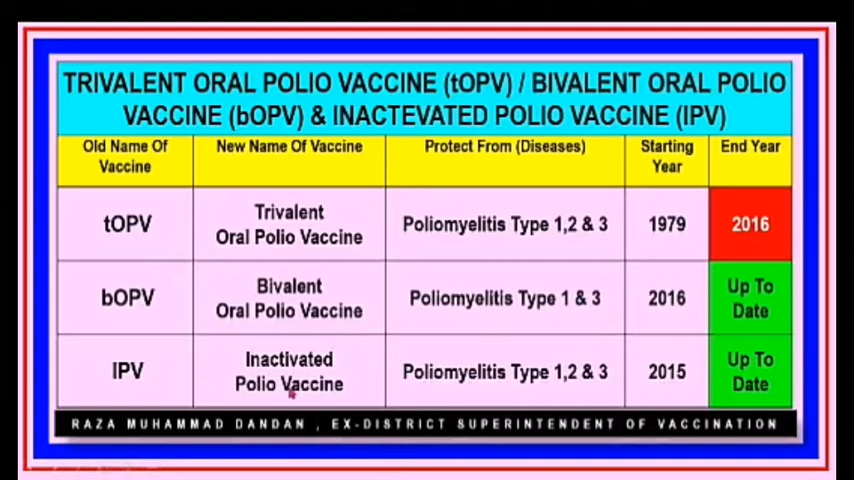 TRIVALENT ORAL POLIO VACCINE (tOPV) / BIVALENT ORAL POLIO
VACCINE (bOPV) & INACTEVATED POLIO VACCINE (IPV)
Old Name Of
Vaccine
New Name Of Vaccine
Protect From (Diseases)
Starting
Year
End Year
tOPV
Trivalent
Oral Polio Vaccine
Poliomyelitis Type 1,2 & 3
1979
2016
bOPV
Bivalent
Oral Polio Vaccine
Poliomyelitis Type 1 & 3
2016
Up To
Date
IPV
Inactivated
Polio Vaccine
Poliomyelitis Type 1,2 & 3
2015
Up To
Date
RAZA MUHAMMAD DANDAN , EX-DISTRICT SUPERINTENDENT OF VACCINATION